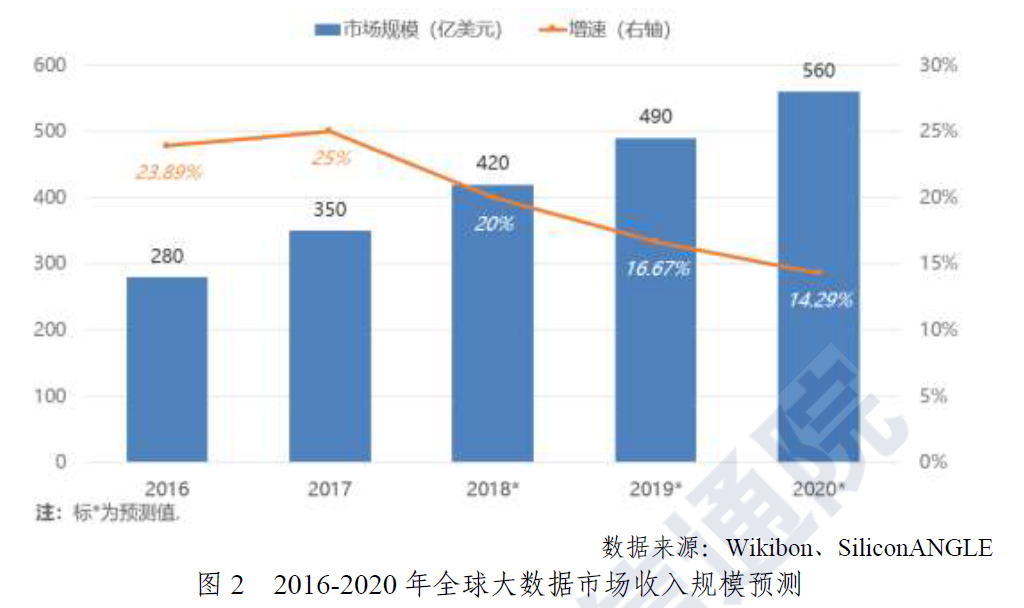 市场规模（亿美元） 增速（右轴）
600 30%
560
500 490 25%
23.89% 25% 420
400 20% 20%
350
300 280 16.67% 15%
14.29%
200 10%
100 5%
0 0%
2016 2017 2018* 2019* 2020*
注：标*为预测值.
数据来源：Wikibon、SiliconANGLE
图 2 2016-2020 年全球大数据市场收入规模预测
信通院